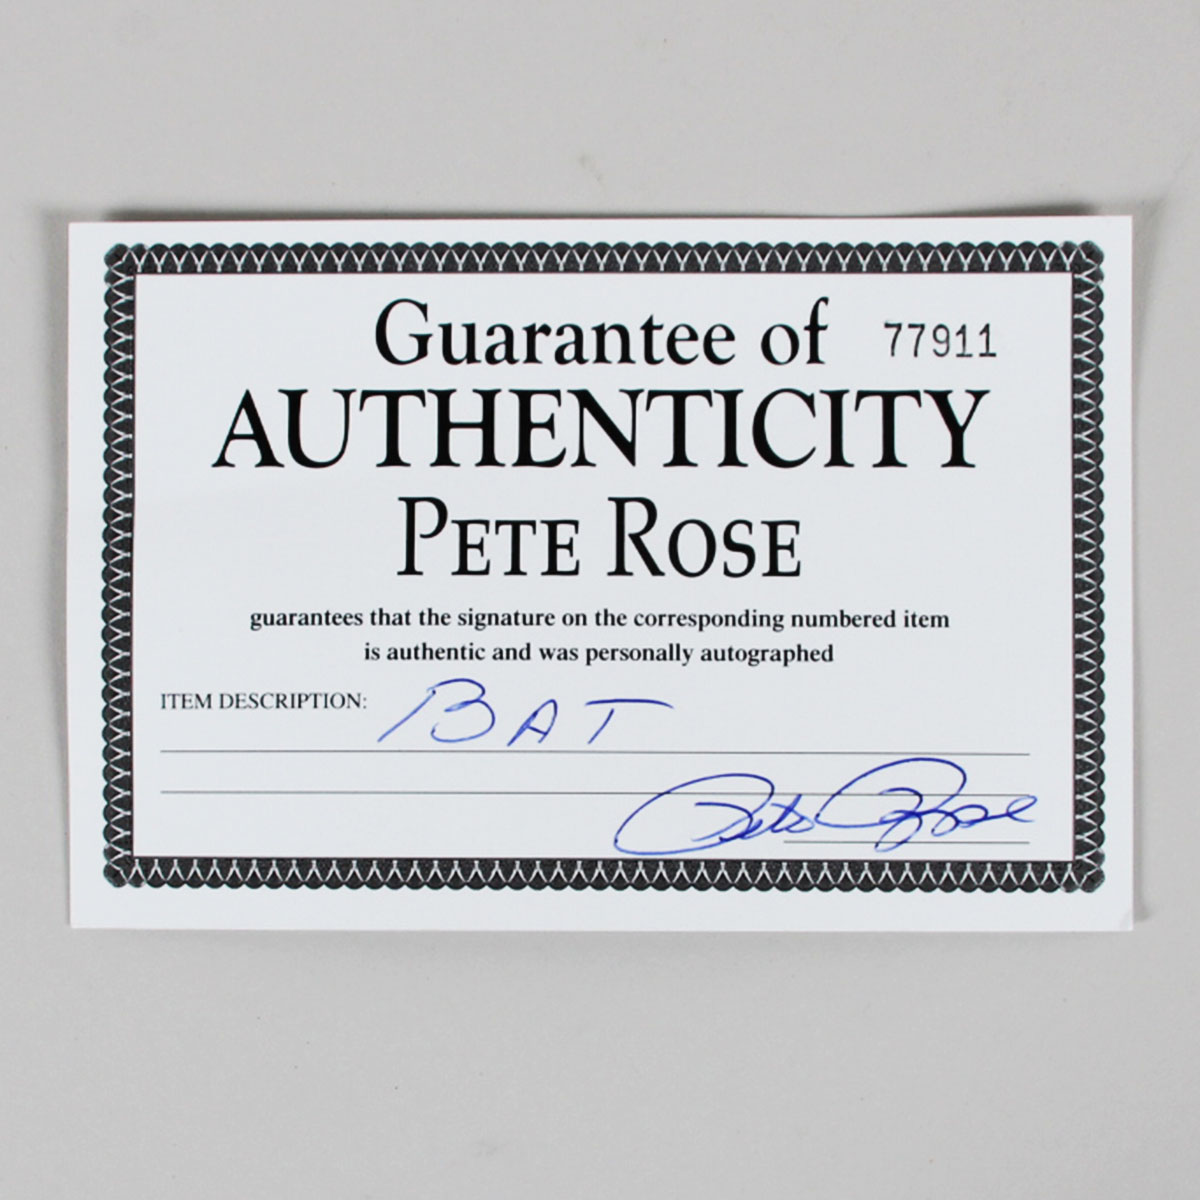 Guarantee of 77911
AUTHENTICITY
PETE ROSE
guarantees that the signature on the corresponding numbered item
is authentic and was personally autographed
ITEM DESCRIPTION: BAT
Pete Rose